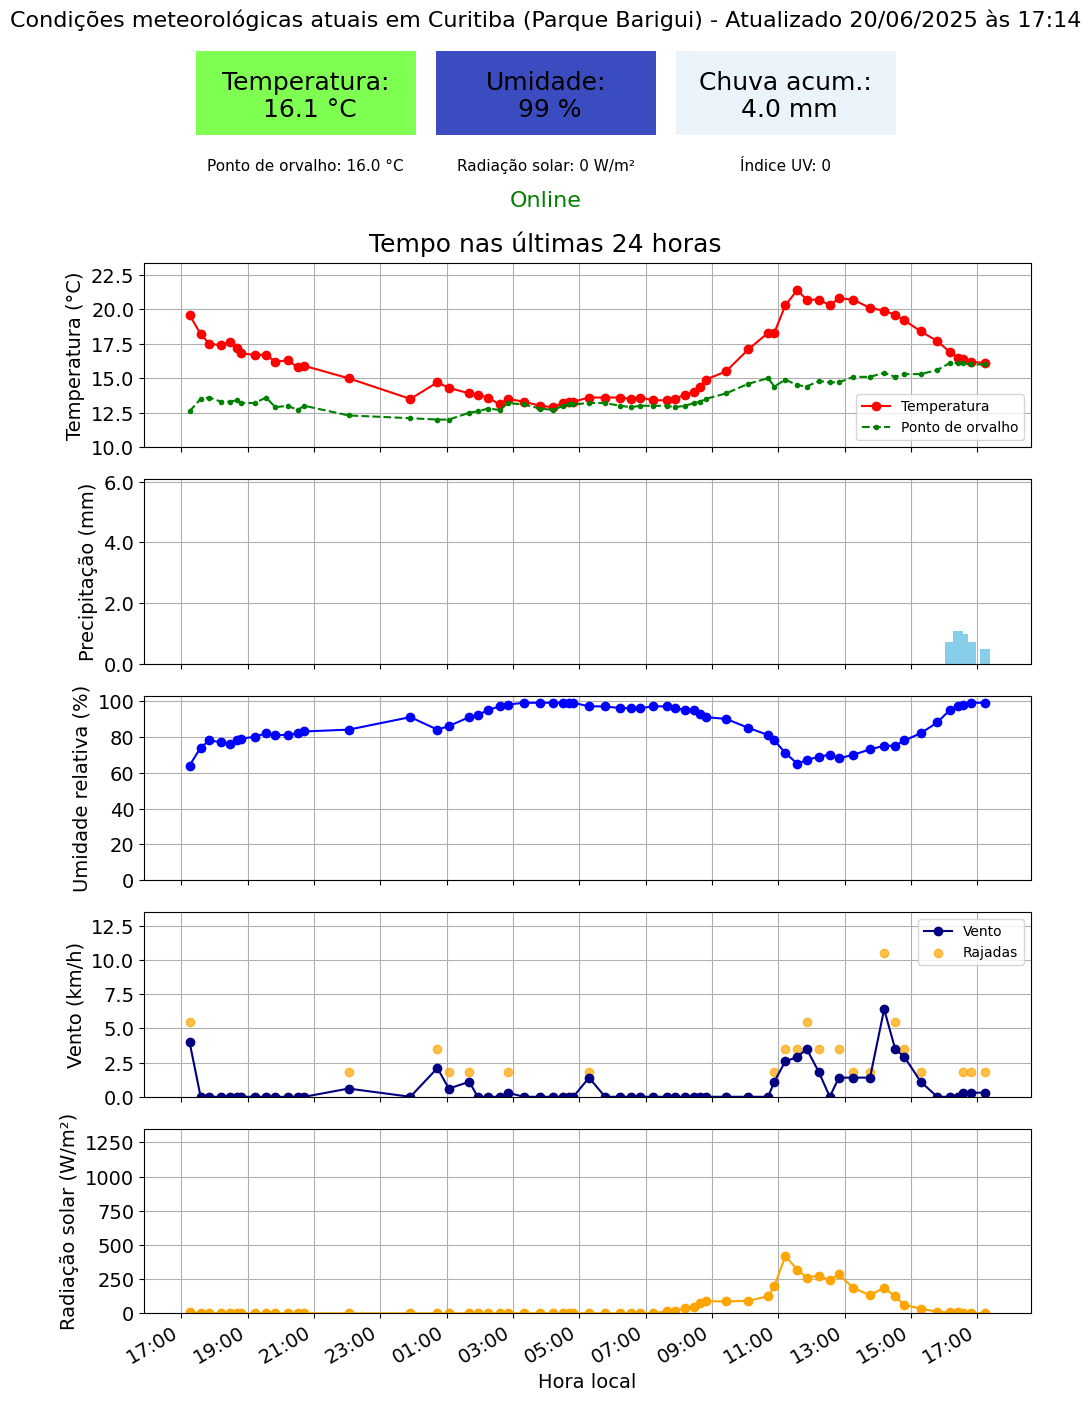 Condições meteorológicas atuais em Curitiba (Parque Barigui) - Atualizado 20/06/2025 às 17:14
Temperatura:
16.1 °C
Umidade:
99 %
Chuva acum.:
4.0 mm
Ponto de orvalho: 16.0 °C
Radiação solar: 0 W/m²
Índice UV: 0
Online
Tempo nas últimas 24 horas
Temperatura (°C)
22.5
20.0
17.5
15.0
12.5
10.0
Temperatura
Ponto de orvalho
Precipitação (mm)
6.0
4.0
2.0
0.0
Umidade relativa (%)
100
80
60
40
20
0
Vento (km/h)
12.5
10.0
7.5
5.0
2.5
0.0
Vento
Rajadas
Radiação solar (W/m²)
1250
1000
750
500
250
0
17:00
19:00
21:00
23:00
01:00
03:00
05:00
07:00
09:00
11:00
13:00
15:00
17:00
Hora local